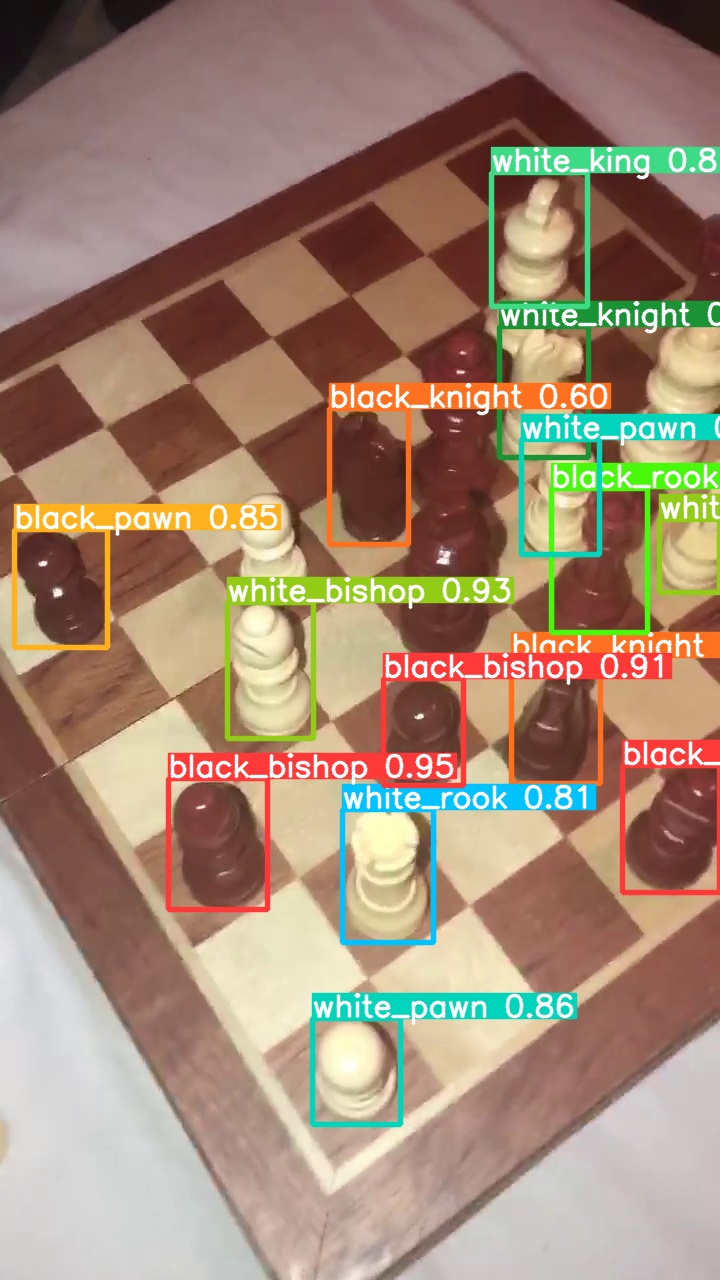 white_king 0.8
white_knight 0
black_knight 0.60
white_pawn 0
black_rook
whit
black_pawn 0.85
white_bishop 0.93
black_knight
black_bishop 0.91
black_
black_bishop 0.95
white_rook 0.81
white_pawn 0.86